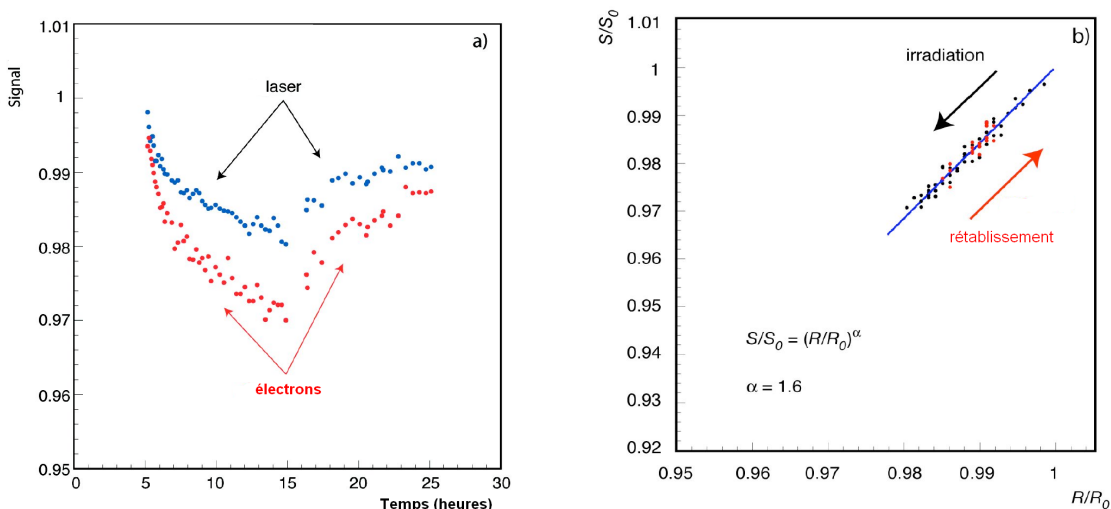 a)
Signal
1.01
1
0.99
0.98
0.97
0.96
0.95
laser
électrons
0 5 10 15 20 25 30
Temps (heures)
b)
S/S0
1.01
1
0.99
0.98
0.97
0.96
0.95
0.94
0.93
0.92
irradiation
rétablissement
S/S0 = (R/R0)α
α = 1.6
0.95 0.96 0.97 0.98 0.99 1
R/R0